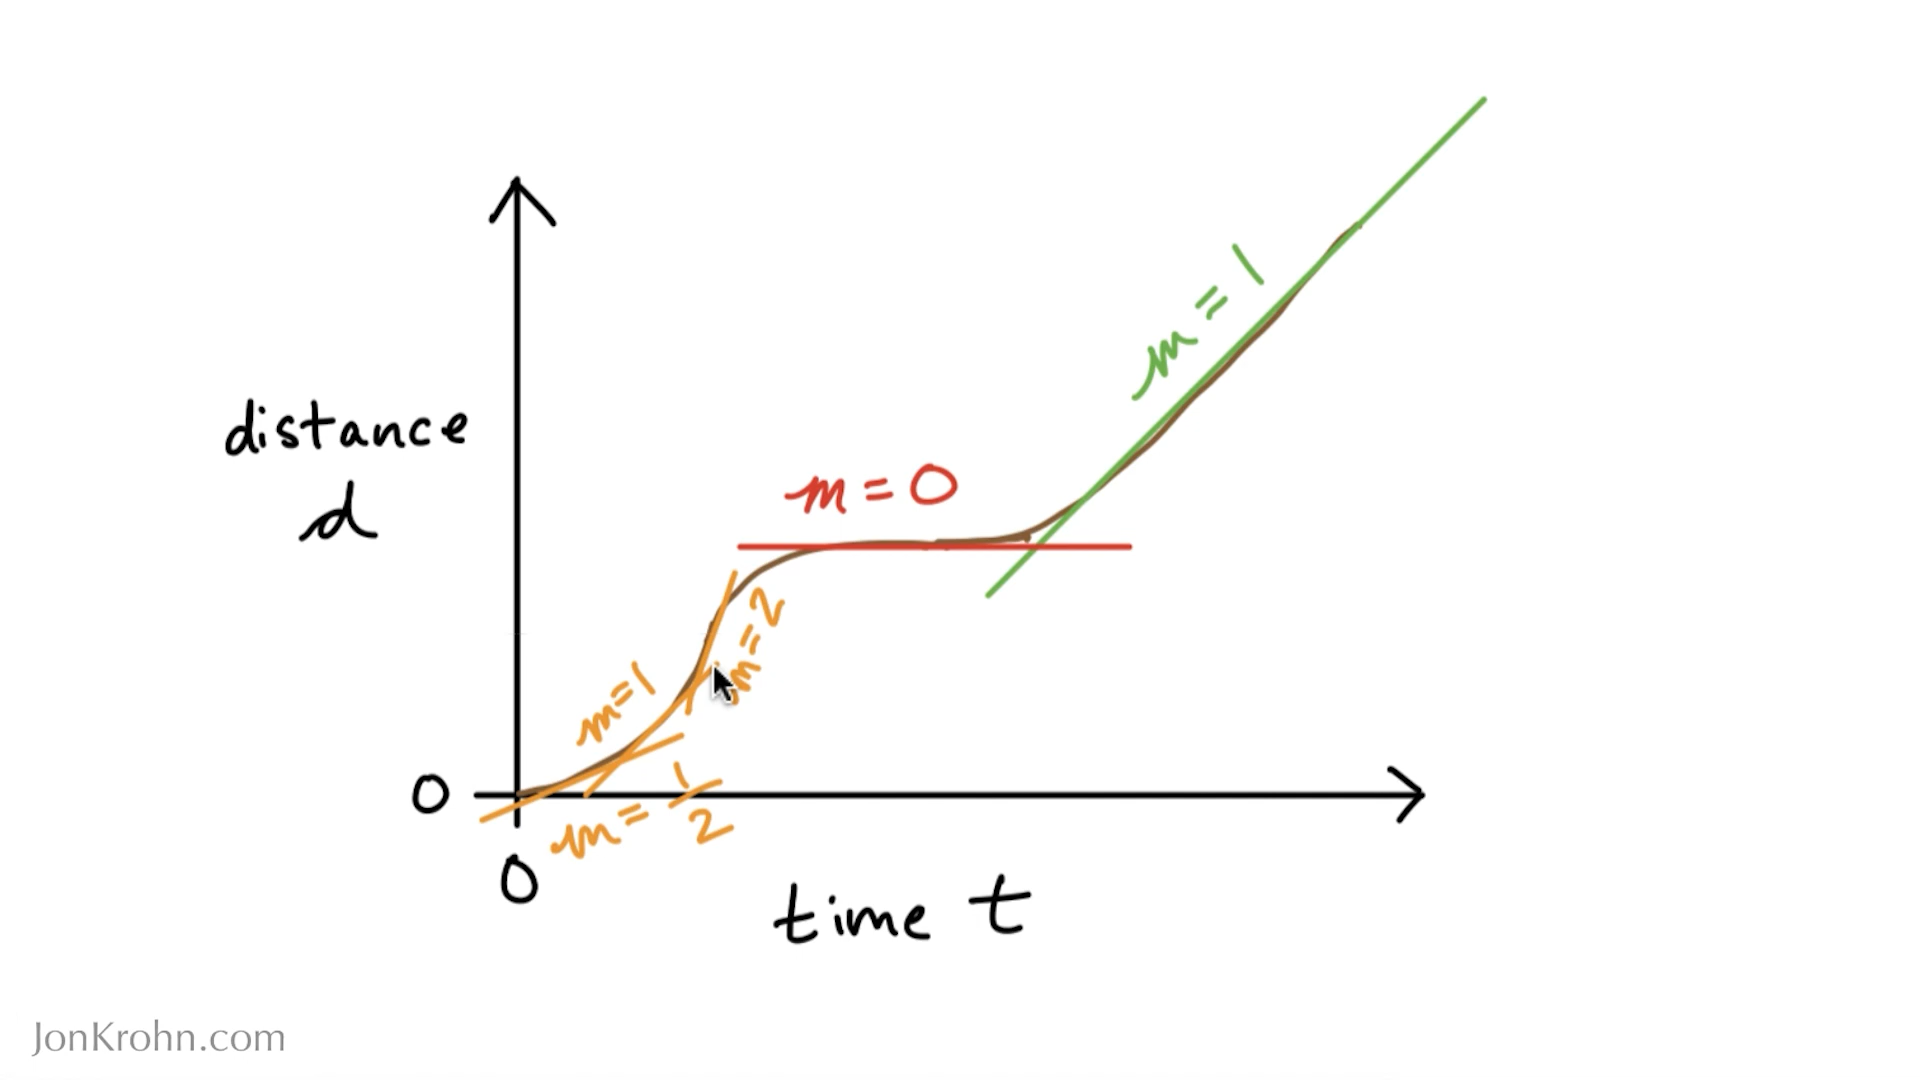 m = 1
distance
d
m = 0
m = 2
m = 1
m = 1/2
0
0
time t
JonKrohn.com